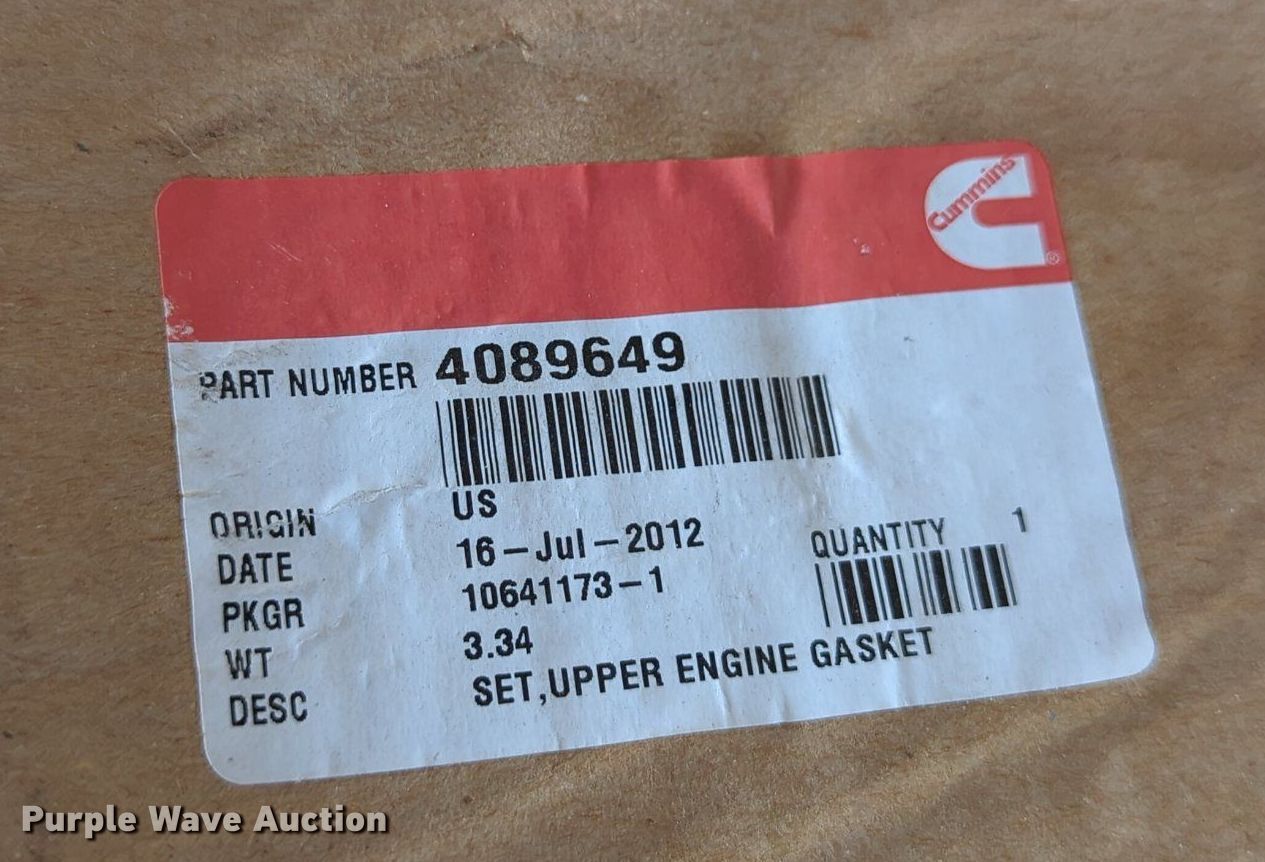 Cummins
®
PART NUMBER 4089649
ORIGIN US
DATE 16-Jul-2012
QUANTITY 1
PKGR 10641173-1
WT 3.34
DESC SET,UPPER ENGINE GASKET
Purple Wave Auction